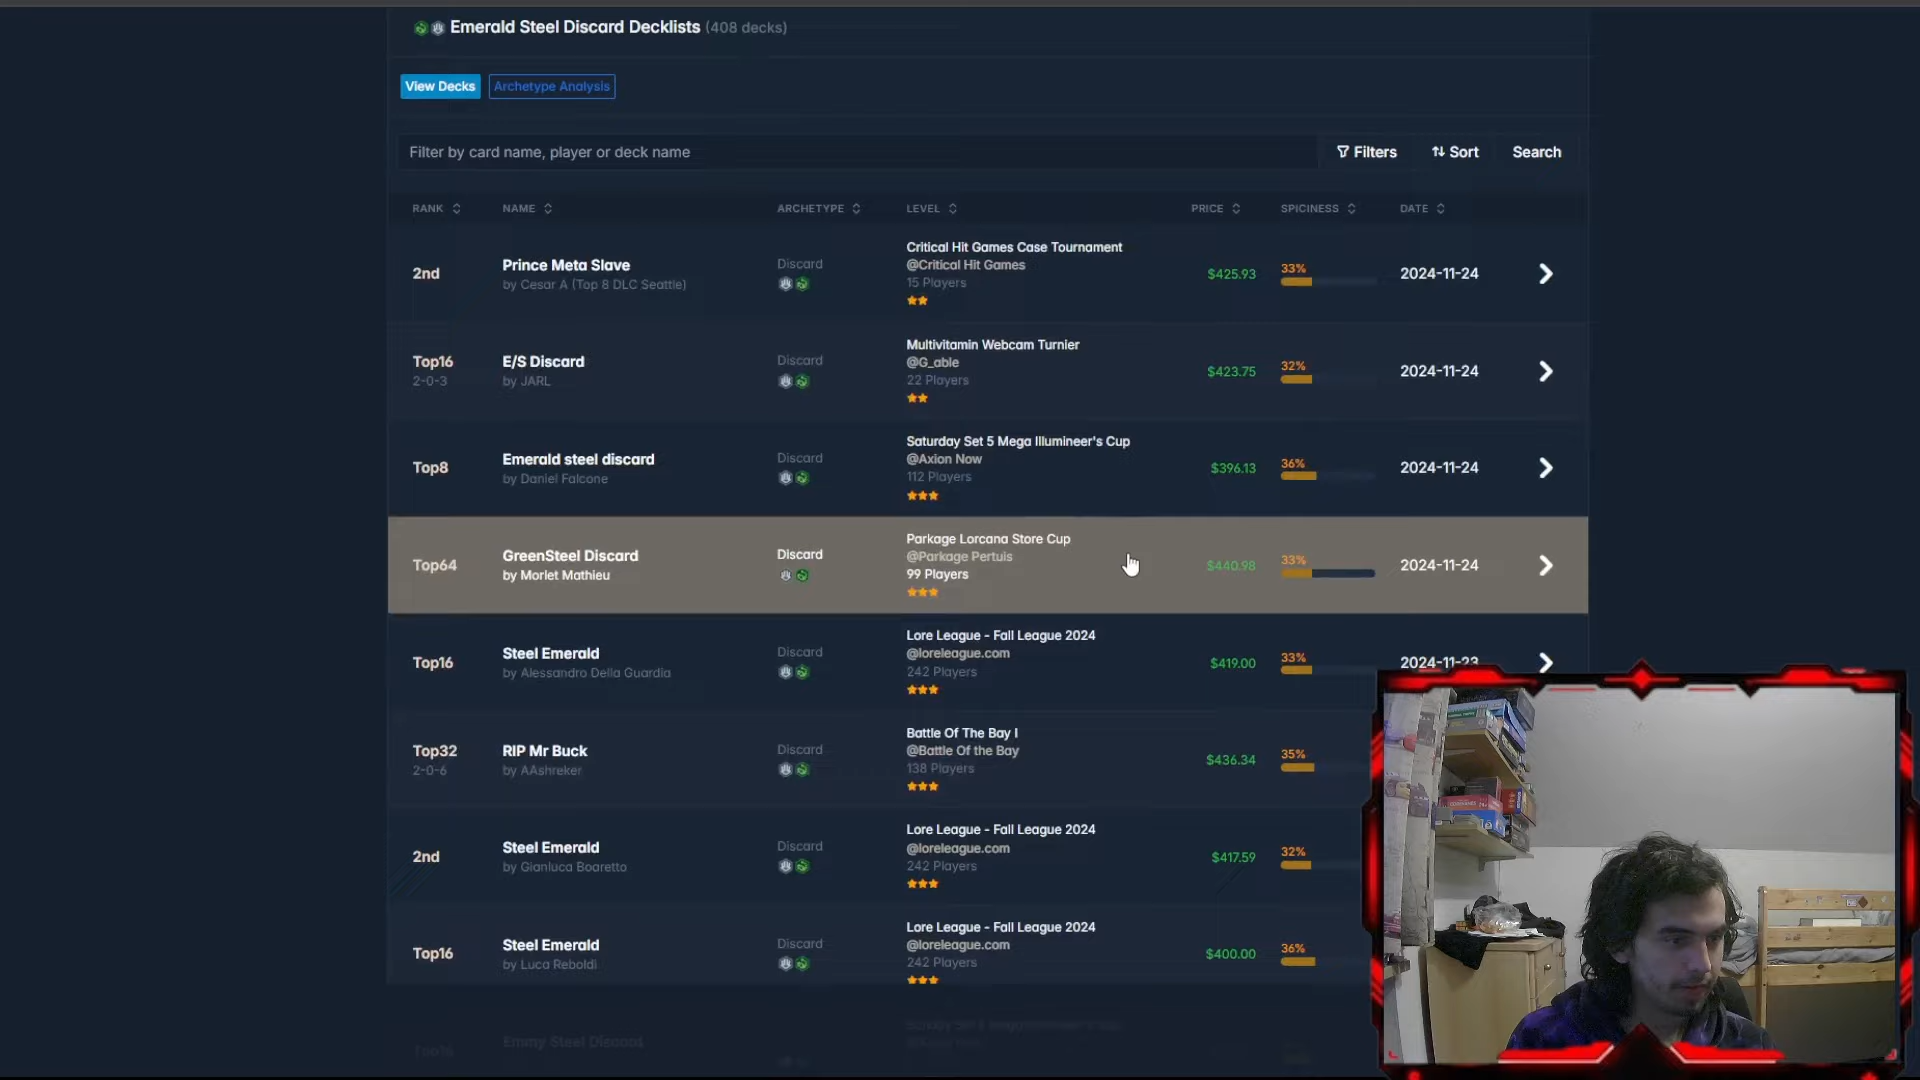 Emerald Steel Discard Decklists (408 decks)
View Decks Archetype Analysis
Filter by card name, player or deck name Filters Sort Search
RANK NAME ARCHETYPE LEVEL PRICE SPICINESS DATE
2nd Prince Meta Slave by Cesar A (Top 8 DLC Seattle) Discard Critical Hit Games Case Tournament @Critical Hit Games 15 Players $425.93 33% 2024-11-24
Top16 2-0-3 E/S Discard by JARL Discard Multivitamin Webcam Turnier @G_able 22 Players $423.75 32% 2024-11-24
Top8 Emerald steel discard by Daniel Falcone Discard Saturday Set 5 Mega Illumineer's Cup @Axion Now 112 Players $396.13 36% 2024-11-24
Top64 GreenSteel Discard by Morlet Mathieu Discard Parkage Lorcana Store Cup @Parkage Pertuis 99 Players $440.98 33% 2024-11-24
Top16 Steel Emerald by Alessandro Della Guardia Discard Lore League - Fall League 2024 @loreleague.com 242 Players $419.00 33% 2024-11-23
Top32 2-0-6 RIP Mr Buck by AAshreker Discard Battle Of The Bay I @Battle Of the Bay 138 Players $436.34 35%
2nd Steel Emerald by Gianluca Boaretto Discard Lore League - Fall League 2024 @loreleague.com 242 Players $417.59 32%
Top16 Steel Emerald by Luca Reboldi Discard Lore League - Fall League 2024 @loreleague.com 242 Players $400.00 36%
Emmy Steel Discard